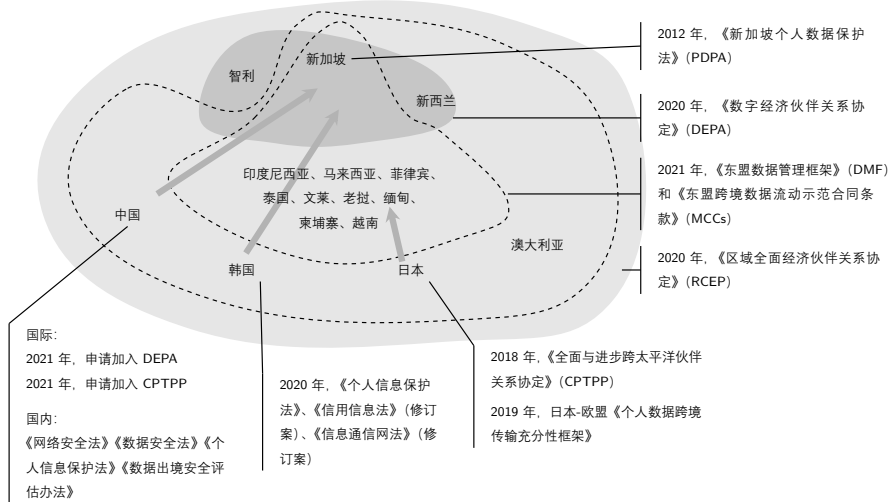 新加坡
智利
新西兰
印度尼西亚、马来西亚、菲律宾、
泰国、文莱、老挝、缅甸、
柬埔寨、越南
中国
韩国
日本
澳大利亚
2012 年,《新加坡个人数据保护
法》(PDPA)
2020 年,《数字经济伙伴关系协
定》(DEPA)
2021 年,《东盟数据管理框架》(DMF)
和《东盟跨境数据流动示范合同条
款》(MCCs)
2020 年,《区域全面经济伙伴关系协
定》(RCEP)
国际:
2021 年, 申请加入 DEPA
2021 年, 申请加入 CPTPP
国内:
《网络安全法》《数据安全法》《个
人信息保护法》《数据出境安全评
估办法》
2020 年,《个人信息保护
法》、《信用信息法》(修订
案)、《信息通信网法》(修
订案)
2018 年,《全面与进步跨太平洋伙伴
关系协定》(CPTPP)
2019 年, 日本-欧盟《个人数据跨境
传输充分性框架》